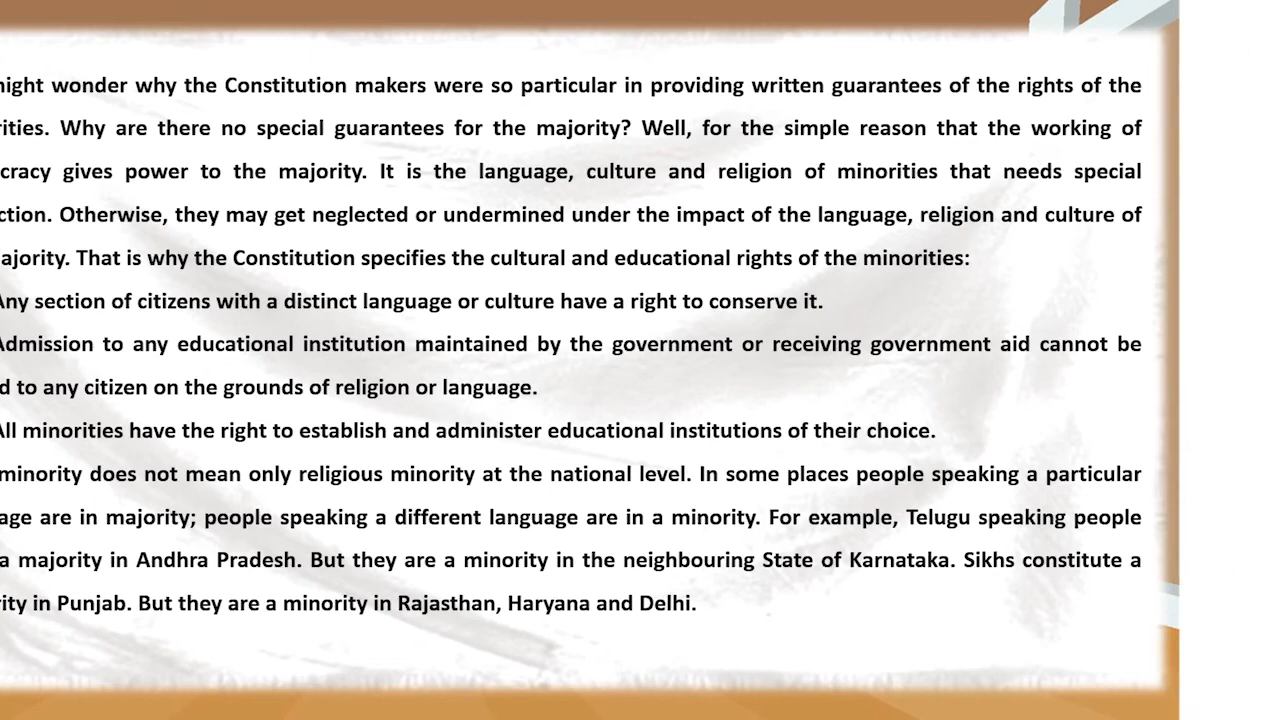 might wonder why the Constitution makers were so particular in providing written guarantees of the rights of the
rities. Why are there no special guarantees for the majority? Well, for the simple reason that the working of
cracy gives power to the majority. It is the language, culture and religion of minorities that needs special
ction. Otherwise, they may get neglected or undermined under the impact of the language, religion and culture of
ajority. That is why the Constitution specifies the cultural and educational rights of the minorities:
Any section of citizens with a distinct language or culture have a right to conserve it.
Admission to any educational institution maintained by the government or receiving government aid cannot be
d to any citizen on the grounds of religion or language.
All minorities have the right to establish and administer educational institutions of their choice.
minority does not mean only religious minority at the national level. In some places people speaking a particular
age are in majority; people speaking a different language are in a minority. For example, Telugu speaking people
a majority in Andhra Pradesh. But they are a minority in the neighbouring State of Karnataka. Sikhs constitute a
rity in Punjab. But they are a minority in Rajasthan, Haryana and Delhi.